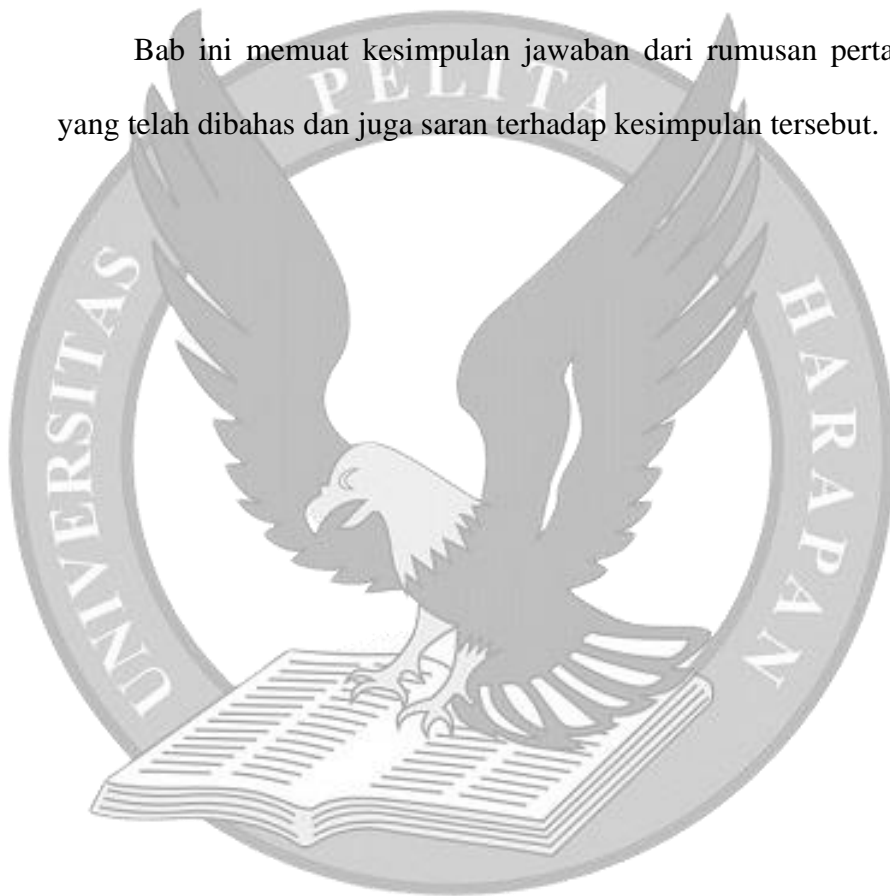 Bab ini memuat kesimpulan jawaban dari rumusan perta
yang telah dibahas dan juga saran terhadap kesimpulan tersebut.
UNIVERSITAS PELITA HARAPAN